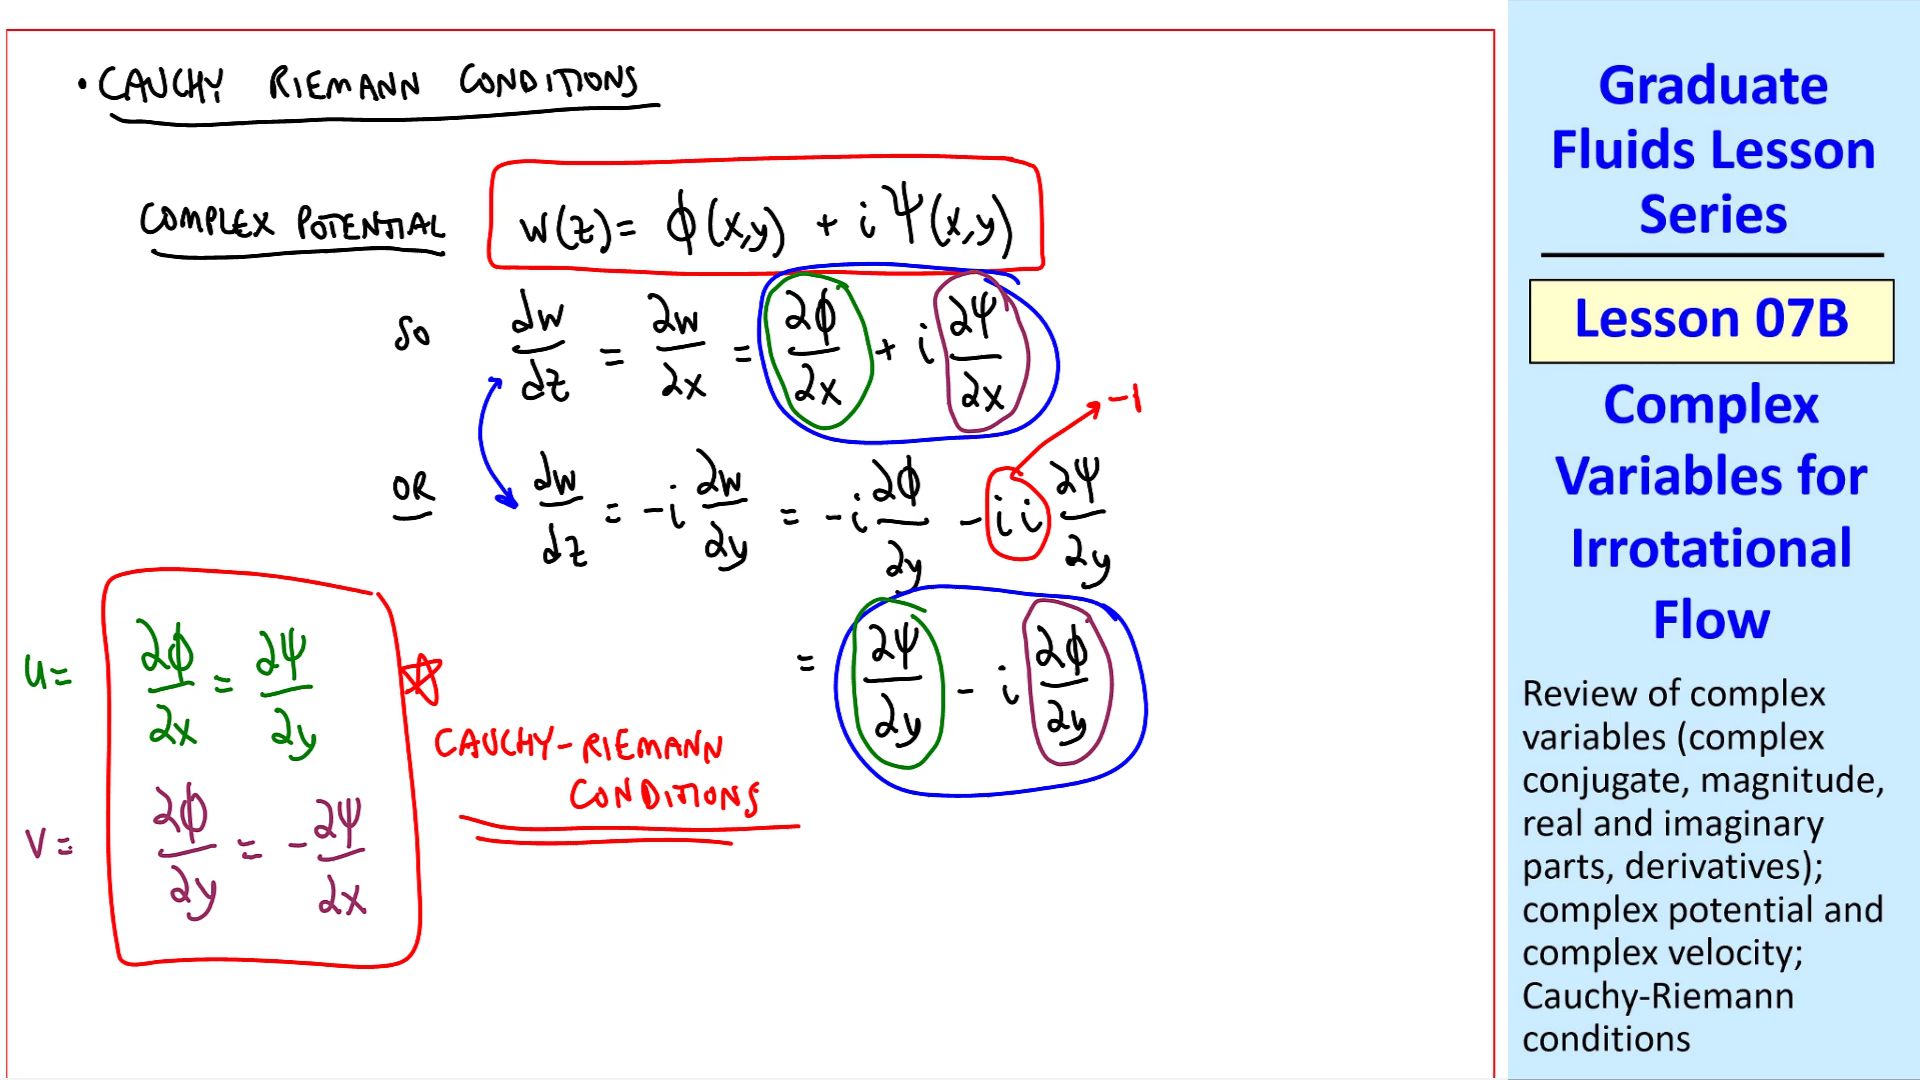 • CAUCHY RIEMANN CONDITIONS
COMPLEX POTENTIAL w(z) = ϕ(x,y) + i Ψ(x,y)
SO dw/dz = ∂w/∂x = ∂ϕ/∂x + i ∂Ψ/∂x
-1
OR dw/dz = -i ∂w/∂y = -i ∂ϕ/∂y - i i ∂Ψ/∂y
= ∂Ψ/∂y - i ∂ϕ/∂y
U = ∂ϕ/∂x = ∂Ψ/∂y
CAUCHY-RIEMANN
CONDITIONS
V = ∂ϕ/∂y = - ∂Ψ/∂x
Graduate
Fluids Lesson
Series
Lesson 07B
Complex
Variables for
Irrotational
Flow
Review of complex
variables (complex
conjugate, magnitude,
real and imaginary
parts, derivatives);
complex potential and
complex velocity;
Cauchy-Riemann
conditions